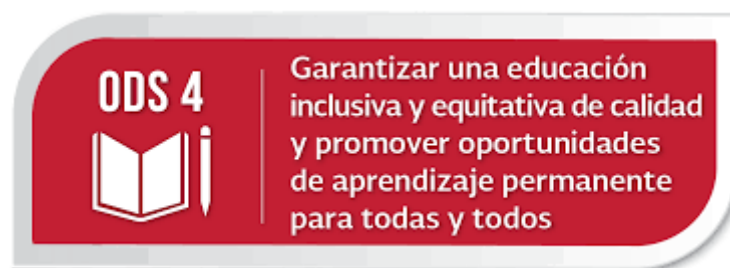 ODS 4
Garantizar una educación
inclusiva y equitativa de calidad
y promover oportunidades
de aprendizaje permanente
para todas y todos